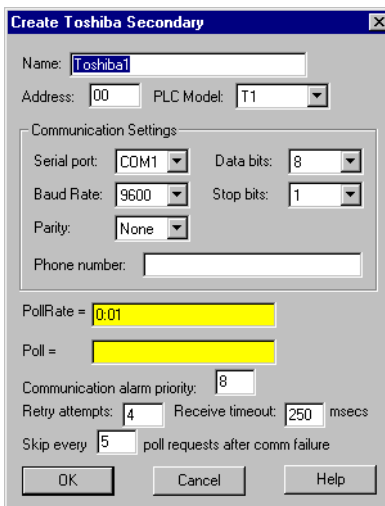 Create Toshiba Secondary
Name: Toshiba1
Address: 00 PLC Model: T1
Communication Settings
Serial port: COM1 Data bits: 8
Baud Rate: 9600 Stop bits: 1
Parity: None
Phone number:
PollRate = 0:01
Poll =
Communication alarm priority: 8
Retry attempts: 4 Receive timeout: 250 msecs
Skip every 5 poll requests after comm failure
OK Cancel Help